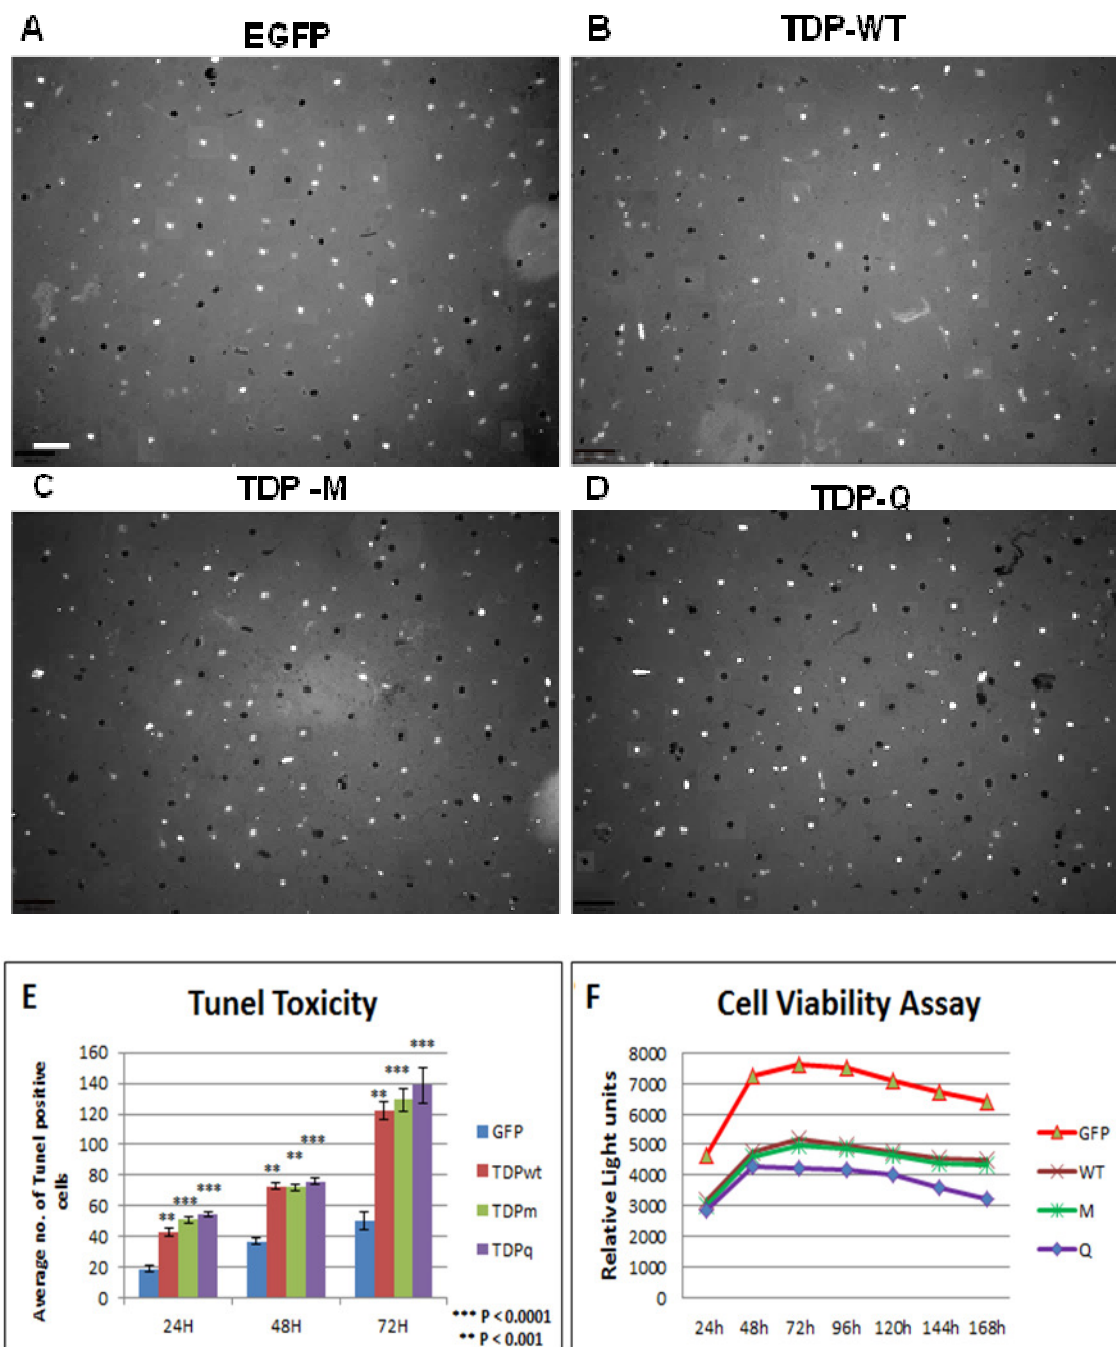 A
EGFP
B
TDP-WT
C
TDP -M
D
TDP-Q
E
Tunel Toxicity
Average no. of Tunel positive
cells
160
140
120
100
80
60
40
20
0
**
***
***
**
**
***
**
***
***
24H
48H
72H
GFP
TDPwt
TDPm
TDPq
*** P < 0.0001
** P < 0.001
F
Cell Viability Assay
Relative Light units
8000
7000
6000
5000
4000
3000
2000
1000
0
24h 48h 72h 96h 120h 144h 168h
GFP
WT
M
Q